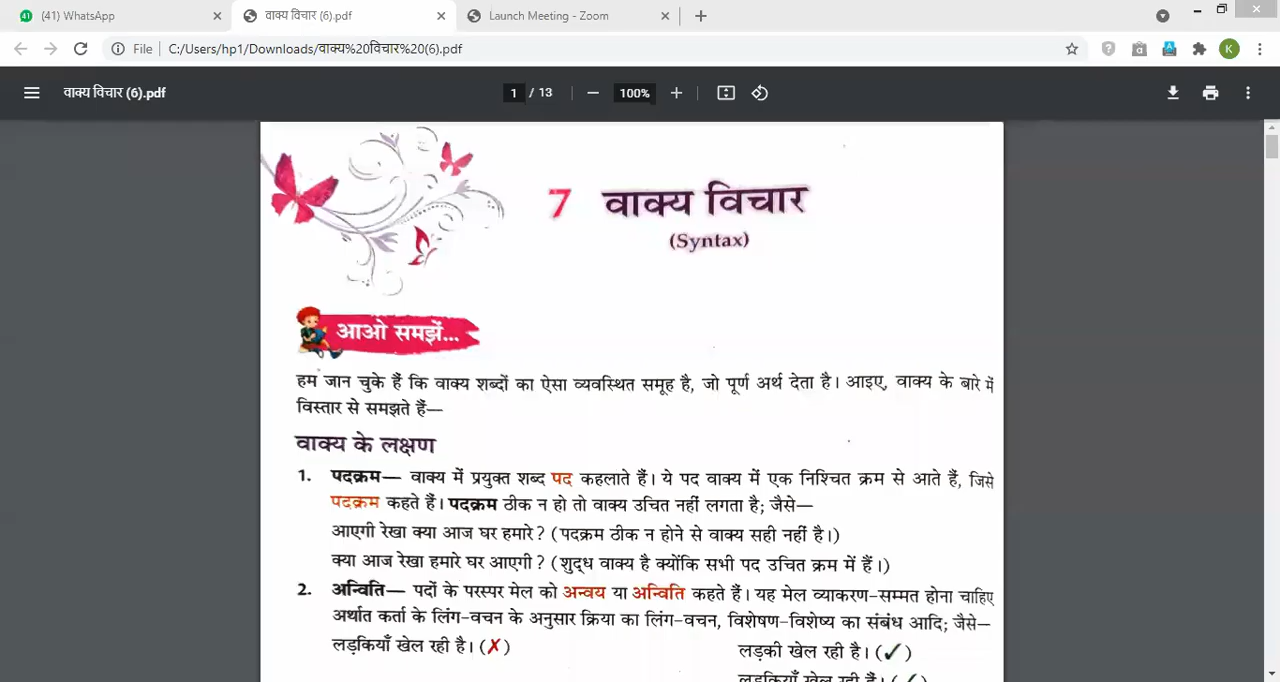 (41) WhatsApp
वाक्य विचार (6).pdf
Launch Meeting - Zoom
File
C:/Users/hp1/Downloads/वाक्य%20विचार%20(6).pdf
K
वाक्य विचार (6).pdf
1 / 13
100%
7 वाक्य विचार
(Syntax)
आओ समझें...
हम जान चुके हैं कि वाक्य शब्दों का ऐसा व्यवस्थित समूह है, जो पूर्ण अर्थ देता है। आइए, वाक्य के बारे में
विस्तार से समझते हैं—
वाक्य के लक्षण
1. पदक्रम— वाक्य में प्रयुक्त शब्द पद कहलाते हैं। ये पद वाक्य में एक निश्चित क्रम से आते हैं, जिसे
पदक्रम कहते हैं। पदक्रम ठीक न हो तो वाक्य उचित नहीं लगता है; जैसे—
आएगी रेखा क्या आज घर हमारे? (पदक्रम ठीक न होने से वाक्य सही नहीं है।)
क्या आज रेखा हमारे घर आएगी? (शुद्ध वाक्य है क्योंकि सभी पद उचित क्रम में हैं।)
2. अन्विति— पदों के परस्पर मेल को अन्वय या अन्विति कहते हैं। यह मेल व्याकरण-सम्मत होना चाहिए
अर्थात कर्ता के लिंग-वचन के अनुसार क्रिया का लिंग-वचन, विशेषण-विशेष्य का संबंध आदि; जैसे—
लड़कियाँ खेल रही है। (✗)
लड़की खेल रही है। (✓)
लड़कियाँ खेल रही हैं। (✓)